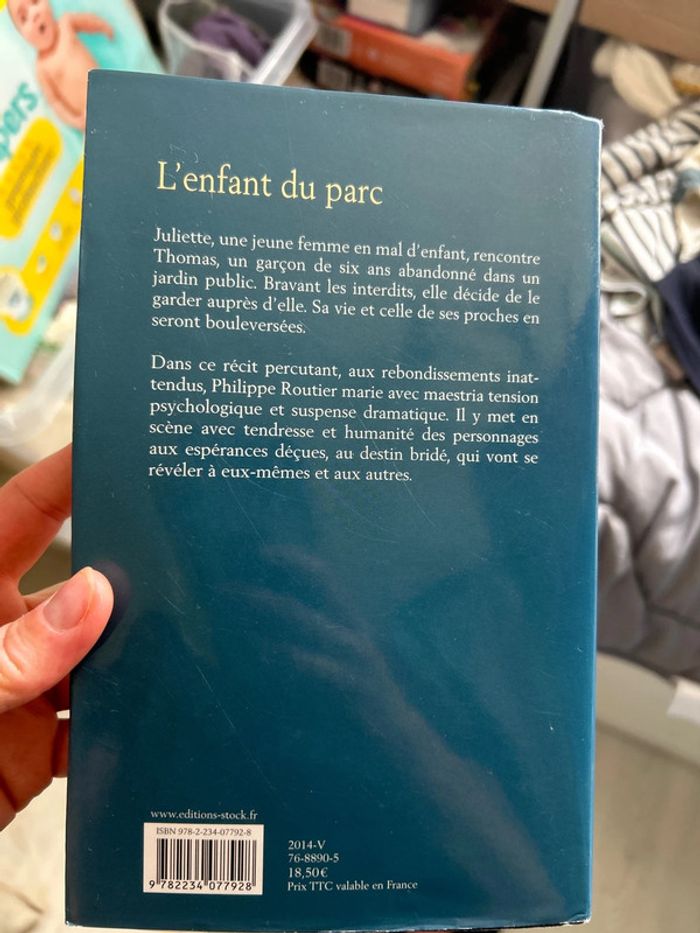 pers
L'enfant du parc
Juliette, une jeune femme en mal d'enfant, rencontre
Thomas, un garçon de six ans abandonné dans un
jardin public. Bravant les interdits, elle décide de le
garder auprès d'elle. Sa vie et celle de ses proches en
seront bouleversées.
Dans ce récit percutant, aux rebondissements inat-
tendus, Philippe Routier marie avec maestria tension
psychologique et suspense dramatique. Il y met en
scène avec tendresse et humanité des personnages
aux espérances déçues, au destin bridé, qui vont se
révéler à eux-mêmes et aux autres.
www.editions-stock.fr
ISBN 978-2-234-07792-8
9 782234 077928
2014-V
76-8890-5
18,50€
Prix TTC valable en France